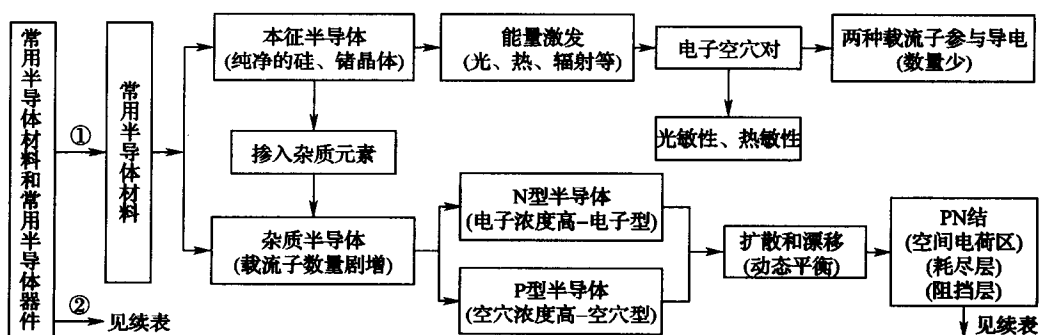 常用半导体材料和常用半导体器件
①
②
见续表
常用半导体材料
本征半导体
(纯净的硅、锗晶体)
能量激发
(光、热、辐射等)
电子空穴对
两种载流子参与导电
(数量少)
光敏性、热敏性
掺入杂质元素
杂质半导体
(载流子数量剧增)
N型半导体
(电子浓度高-电子型)
P型半导体
(空穴浓度高-空穴型)
扩散和漂移
(动态平衡)
PN结
(空间电荷区)
(耗尽层)
(阻挡层)
见续表